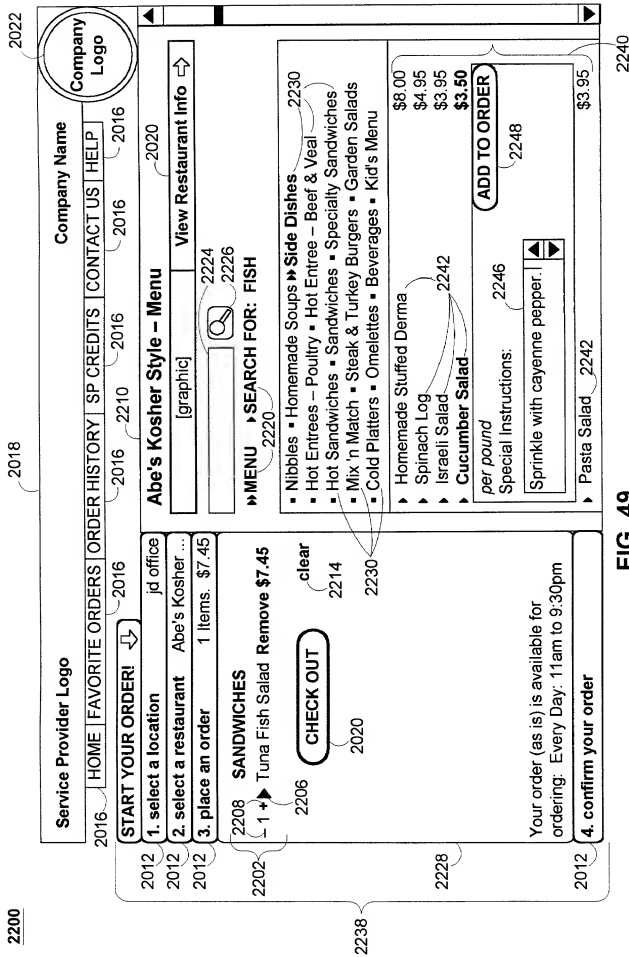 2200
2018
2022
Service Provider Logo
Company Name
Company
Logo
HOME | FAVORITE ORDERS | ORDER HISTORY | SP CREDITS | CONTACT US | HELP
2016
2016
2016
2016
2016
2016
START YOUR ORDER!
2012
1. select a location
jd office
2012
2. select a restaurant
Abe's Kosher ...
2012
3. place an order
1 Items. $7.45
2208
SANDWICHES
2202
– 1 + ▶ Tuna Fish Salad Remove $7.45
2206
clear
2214
CHECK OUT
2020
2228
Your order (as is) is available for
ordering: Every Day: 11am to 9:30pm
2012
4. confirm your order
2238
2210
2020
Abe's Kosher Style – Menu
[graphic]
View Restaurant Info
2224
2226
▸▸MENU ▸SEARCH FOR: FISH
2220
▪ Nibbles ▪ Homemade Soups ▸▸ Side Dishes
2230
▪ Hot Entrees – Poultry ▪ Hot Entree – Beef & Veal
▪ Hot Sandwiches ▪ Sandwiches ▪ Specialty Sandwiches
▪ Mix 'n Match ▪ Steak & Turkey Burgers ▪ Garden Salads
▪ Cold Platters ▪ Omelettes ▪ Beverages ▪ Kid's Menu
2230
▸ Homemade Stuffed Derma $8.00
▸ Spinach Log $4.95
▸ Israeli Salad $3.95
▸ Cucumber Salad $3.50
2242
per pound
Special Instructions:
2246
Sprinkle with cayenne pepper.
ADD TO ORDER
2248
▸ Pasta Salad 2242 $3.95
2240
FIG. 49